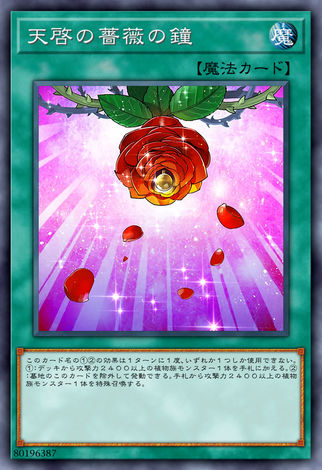 天啓の薔薇の鐘
魔
【魔法カード】
このカード名の①②の効果は1ターンに1度、いずれか1つしか使用できない。
①:デッキから攻撃力2400以上の植物族モンスター1体を手札に加える。②
:墓地のこのカードを除外して発動できる。手札から攻撃力2400以上の植物
族モンスター1体を特殊召喚する。
80196387